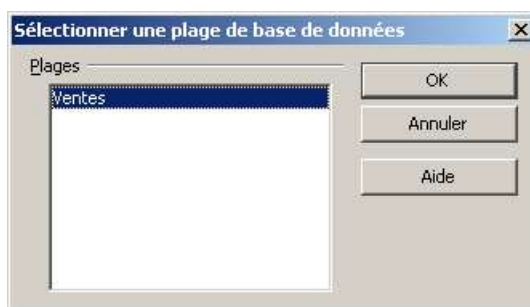 Sélectionner une plage de base de données
Plages
Ventes
OK
Annuler
Aide